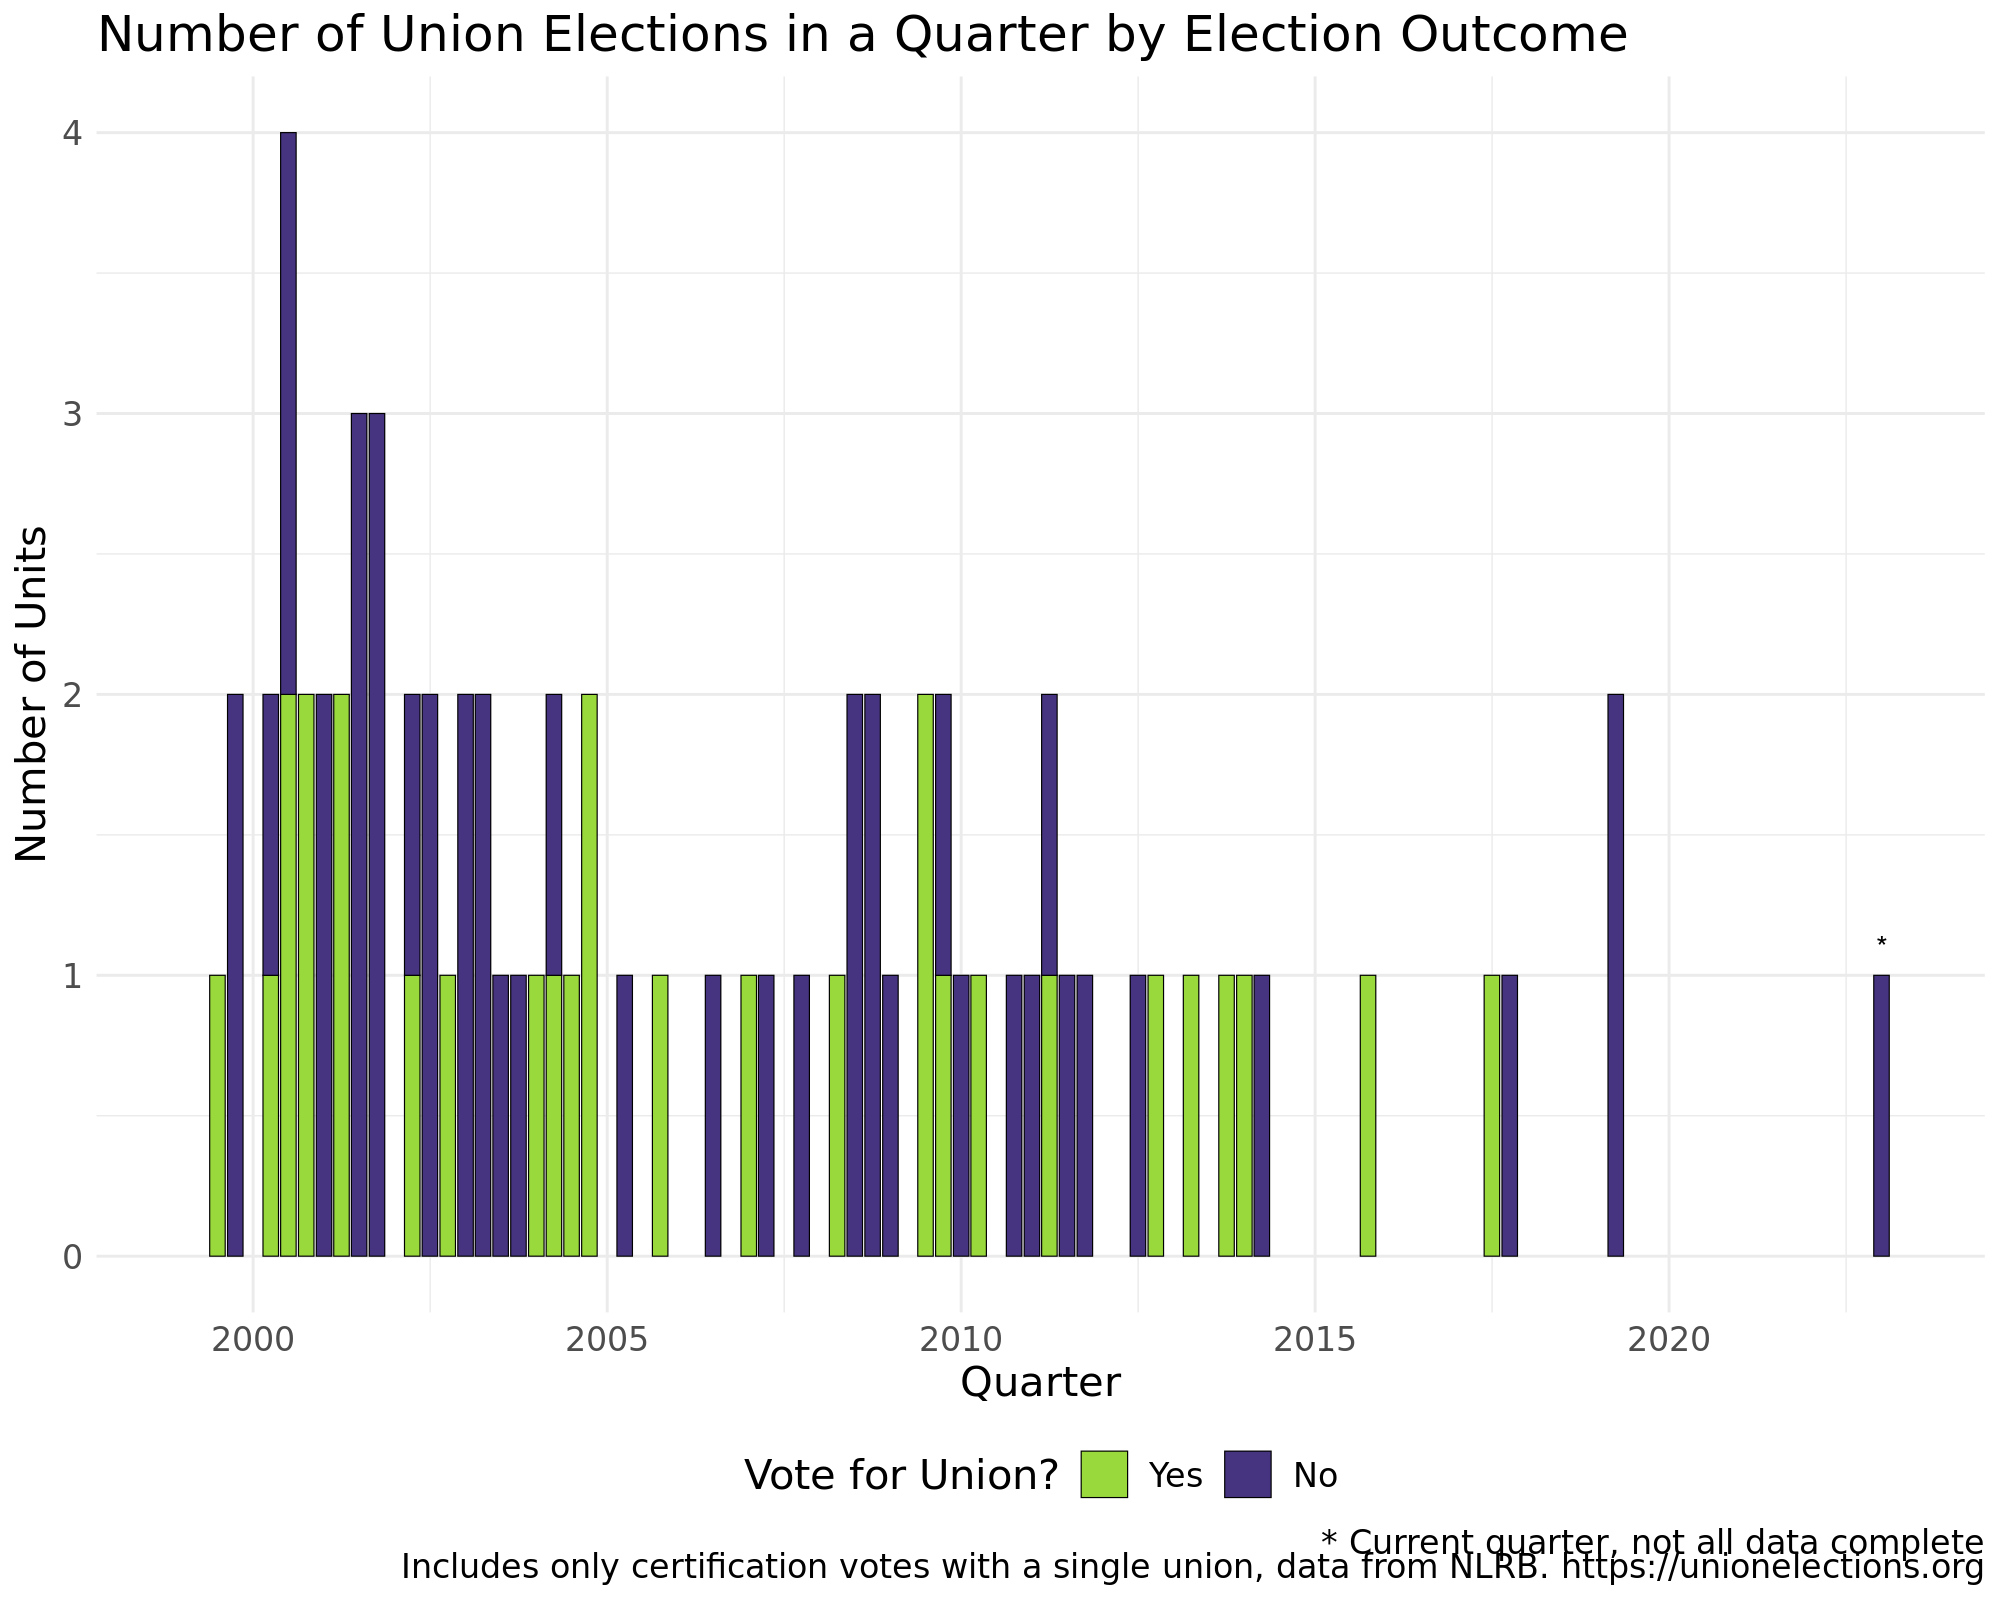 Number of Union Elections in a Quarter by Election Outcome
Number of Units
4
3
2
1
0
*
2000 2005 2010 2015 2020
Quarter
Vote for Union? Yes No
* Current quarter, not all data complete
Includes only certification votes with a single union, data from NLRB. https://unionelections.org